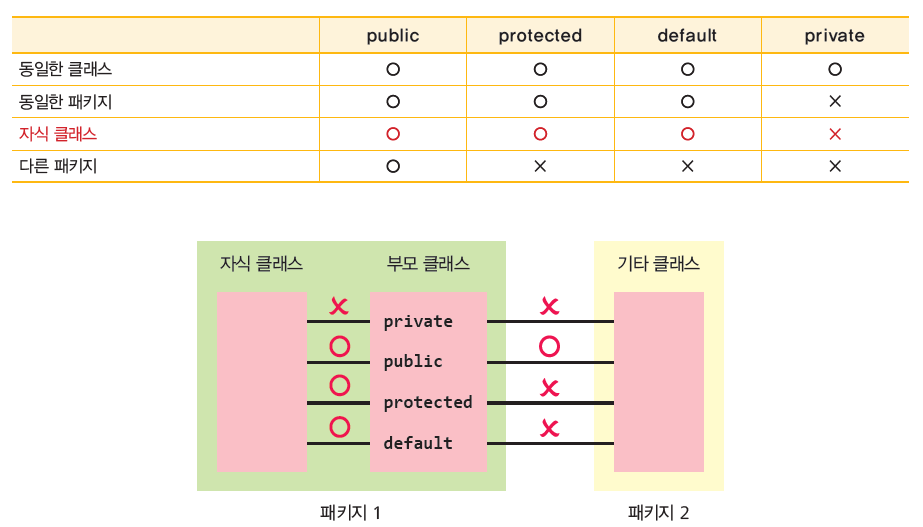 public protected default private
동일한 클래스 ○ ○ ○ ○
동일한 패키지 ○ ○ ○ ×
자식 클래스 ○ ○ ○ ×
다른 패키지 ○ × × ×
자식 클래스 부모 클래스 기타 클래스
× private ×
○ public ○
○ protected ×
○ default ×
패키지 1 패키지 2